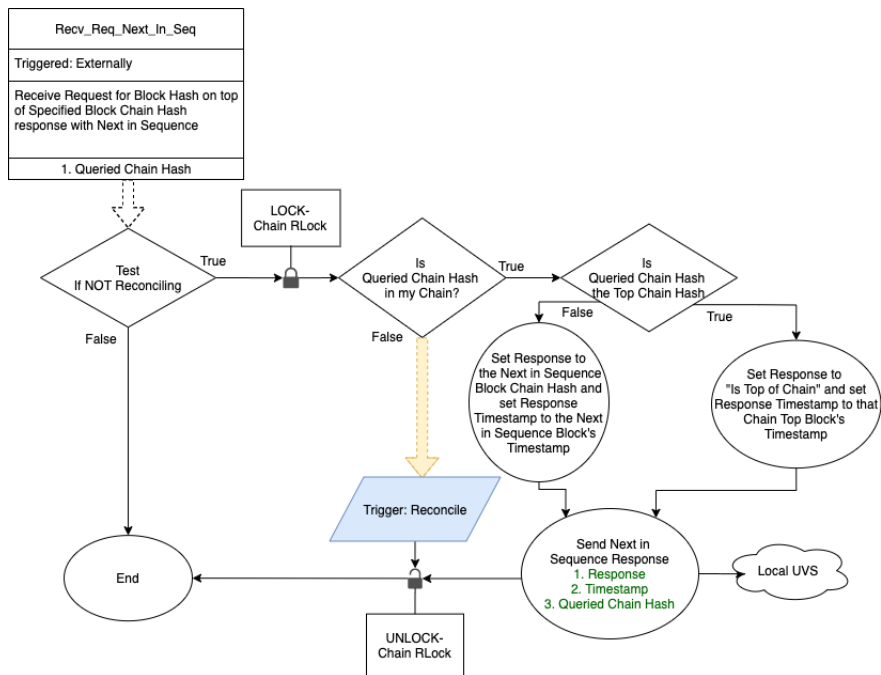 Recv_Req_Next_In_Seq
Triggered: Externally
Receive Request for Block Hash on top
of Specified Block Chain Hash
response with Next in Sequence
1. Queried Chain Hash
LOCK-
Chain RLock
Test
If NOT Reconciling
True
False
Is
Queried Chain Hash
in my Chain?
True
False
Is
Queried Chain Hash
the Top Chain Hash
False
True
Set Response to
the Next in Sequence
Block Chain Hash and
set Response
Timestamp to the Next
in Sequence Block's
Timestamp
Set Response to
"Is Top of Chain" and set
Response Timestamp to that
Chain Top Block's
Timestamp
Trigger: Reconcile
Send Next in
Sequence Response
1. Response
2. Timestamp
3. Queried Chain Hash
Local UVS
End
UNLOCK-
Chain RLock